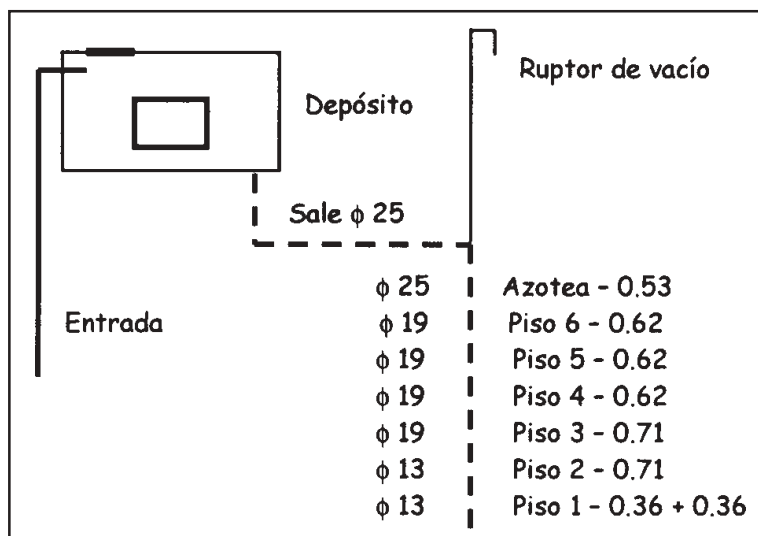 Ruptor de vacío
Depósito
Sale ϕ 25
ϕ 25 Azotea - 0.53
Entrada
ϕ 19 Piso 6 - 0.62
ϕ 19 Piso 5 - 0.62
ϕ 19 Piso 4 - 0.62
ϕ 19 Piso 3 - 0.71
ϕ 13 Piso 2 - 0.71
ϕ 13 Piso 1 - 0.36 + 0.36